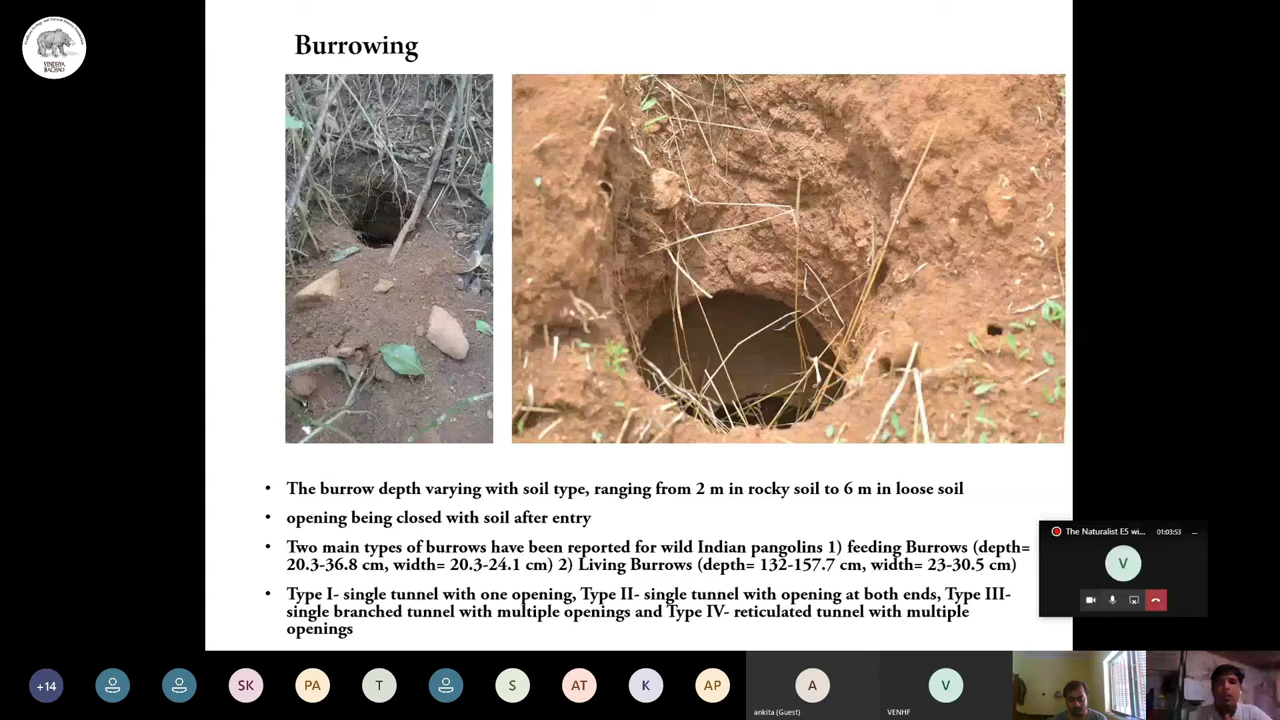 VINDHYA
BACHAO
Burrowing
• The burrow depth varying with soil type, ranging from 2 m in rocky soil to 6 m in loose soil
• opening being closed with soil after entry
• Two main types of burrows have been reported for wild Indian pangolins 1) feeding Burrows (depth=
20.3-36.8 cm, width= 20.3-24.1 cm) 2) Living Burrows (depth= 132-157.7 cm, width= 23-30.5 cm)
• Type I- single tunnel with one opening, Type II- single tunnel with opening at both ends, Type III-
single branched tunnel with multiple openings and Type IV- reticulated tunnel with multiple
openings
The Naturalist E5 wi... 01:03:53
V
+14 SK PA T S AT K AP A V
ankita (Guest) VENHF